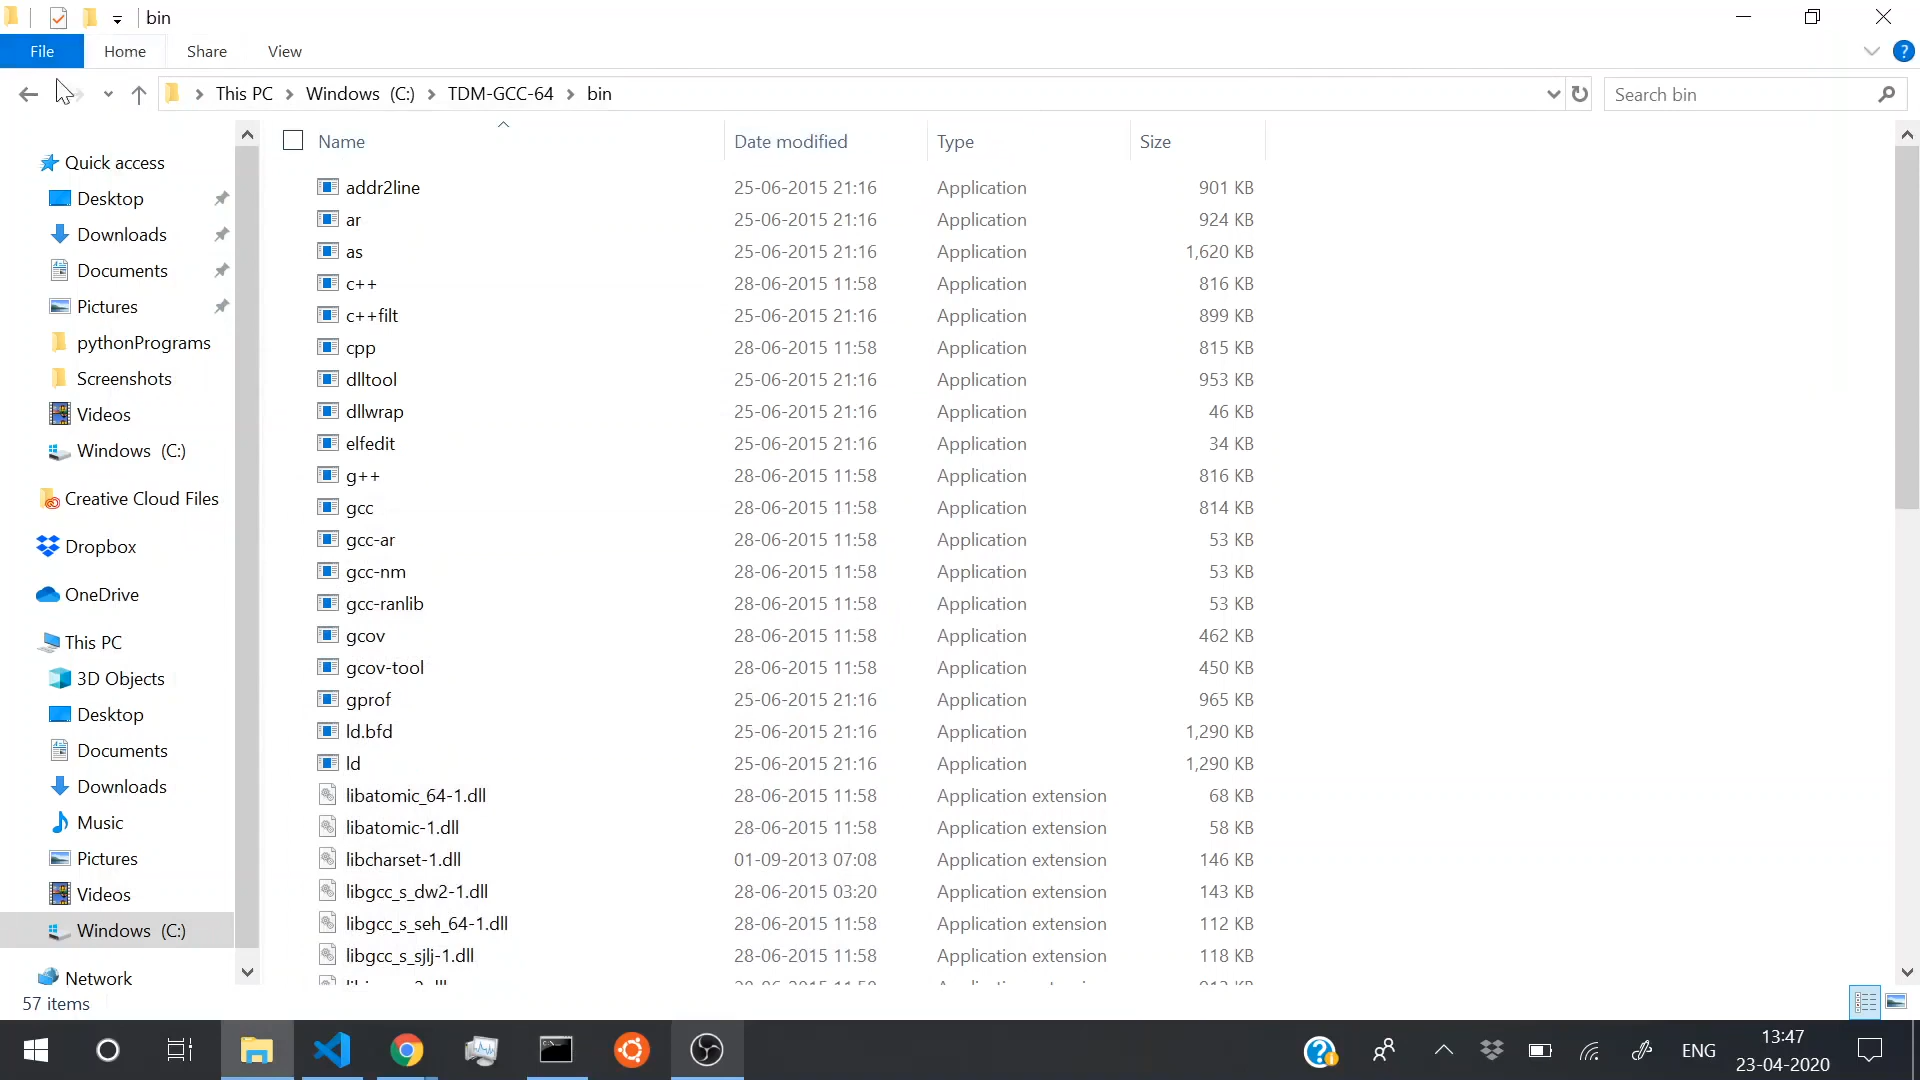 bin
File Home Share View
This PC Windows (C:) TDM-GCC-64 bin
Search bin
Name Date modified Type Size
Quick access
Desktop
Downloads
Documents
Pictures
pythonPrograms
Screenshots
Videos
Windows (C:)
Creative Cloud Files
Dropbox
OneDrive
This PC
3D Objects
Desktop
Documents
Downloads
Music
Pictures
Videos
Windows (C:)
Network
addr2line 25-06-2015 21:16 Application 901 KB
ar 25-06-2015 21:16 Application 924 KB
as 25-06-2015 21:16 Application 1,620 KB
c++ 28-06-2015 11:58 Application 816 KB
c++filt 25-06-2015 21:16 Application 899 KB
cpp 28-06-2015 11:58 Application 815 KB
dlltool 25-06-2015 21:16 Application 953 KB
dllwrap 25-06-2015 21:16 Application 46 KB
elfedit 25-06-2015 21:16 Application 34 KB
g++ 28-06-2015 11:58 Application 816 KB
gcc 28-06-2015 11:58 Application 814 KB
gcc-ar 28-06-2015 11:58 Application 53 KB
gcc-nm 28-06-2015 11:58 Application 53 KB
gcc-ranlib 28-06-2015 11:58 Application 53 KB
gcov 28-06-2015 11:58 Application 462 KB
gcov-tool 28-06-2015 11:58 Application 450 KB
gprof 25-06-2015 21:16 Application 965 KB
ld.bfd 25-06-2015 21:16 Application 1,290 KB
ld 25-06-2015 21:16 Application 1,290 KB
libatomic_64-1.dll 28-06-2015 11:58 Application extension 68 KB
libatomic-1.dll 28-06-2015 11:58 Application extension 58 KB
libcharset-1.dll 01-09-2013 07:08 Application extension 146 KB
libgcc_s_dw2-1.dll 28-06-2015 03:20 Application extension 143 KB
libgcc_s_seh_64-1.dll 28-06-2015 11:58 Application extension 112 KB
libgcc_s_sjlj-1.dll 28-06-2015 11:58 Application extension 118 KB
57 items
ENG
13:47
23-04-2020